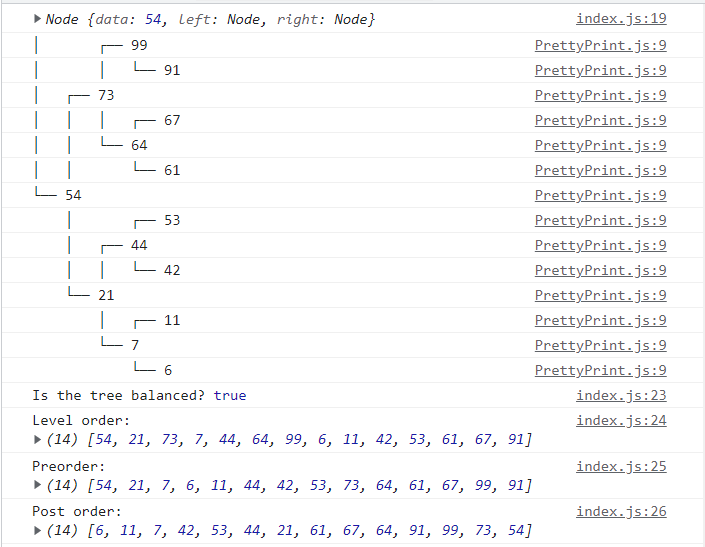 ▶ Node {data: 54, left: Node, right: Node} index.js:19
│       ┌── 99 PrettyPrint.js:9
│       │   └── 91 PrettyPrint.js:9
│   ┌── 73 PrettyPrint.js:9
│   │   │   ┌── 67 PrettyPrint.js:9
│   │   └── 64 PrettyPrint.js:9
│   │       └── 61 PrettyPrint.js:9
└── 54 PrettyPrint.js:9
    │       ┌── 53 PrettyPrint.js:9
    │   ┌── 44 PrettyPrint.js:9
    │   │   └── 42 PrettyPrint.js:9
    └── 21 PrettyPrint.js:9
        │   ┌── 11 PrettyPrint.js:9
        └── 7 PrettyPrint.js:9
            └── 6 PrettyPrint.js:9
Is the tree balanced? true index.js:23
Level order: index.js:24
▶ (14) [54, 21, 73, 7, 44, 64, 99, 6, 11, 42, 53, 61, 67, 91]
Preorder: index.js:25
▶ (14) [54, 21, 7, 6, 11, 44, 42, 53, 73, 64, 61, 67, 99, 91]
Post order: index.js:26
▶ (14) [6, 11, 7, 42, 53, 44, 21, 61, 67, 64, 91, 99, 73, 54]